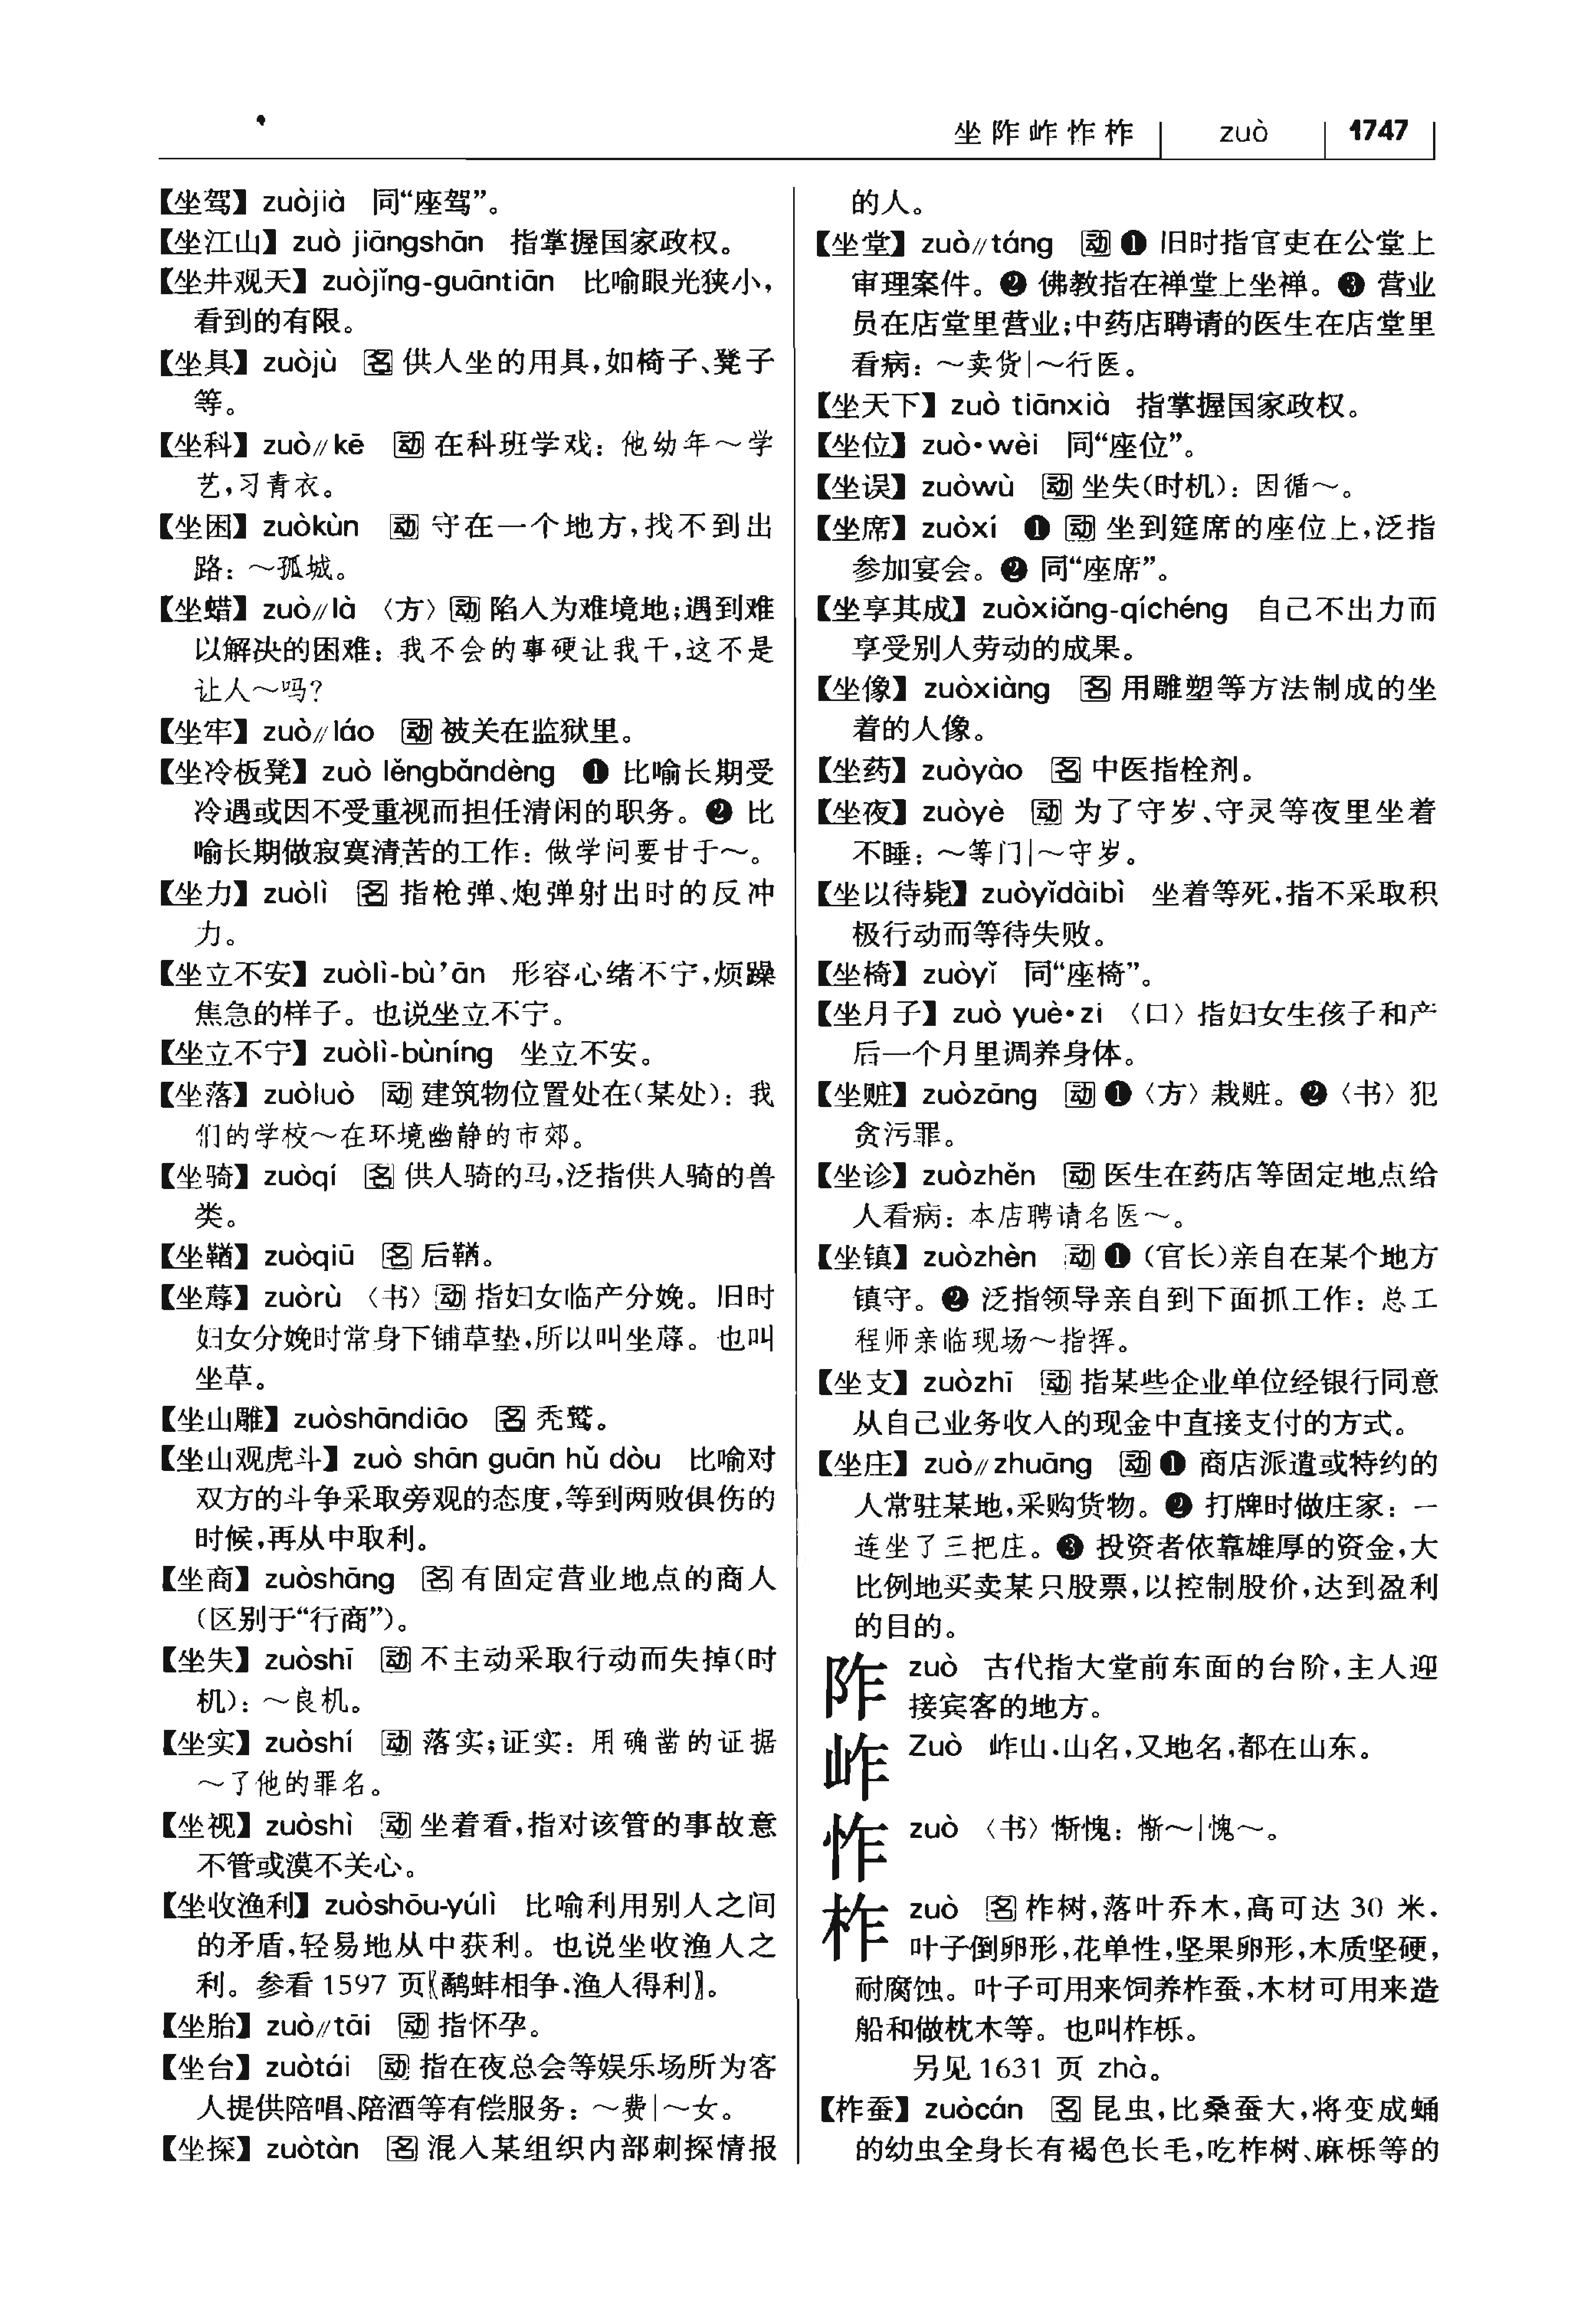 坐阼岞怍柞 zuò 1747
【坐驾】zuòjià 同“座驾”。
【坐江山】zuò jiāngshān 指掌握国家政权。
【坐井观天】zuòjǐng-guāntiān 比喻眼光狭小，
看到的有限。
【坐具】zuòjù 名 供人坐的用具，如椅子、凳子
等。
【坐科】zuò∥kē 动 在科班学戏：他幼年～学
艺，习青衣。
【坐困】zuòkùn 动 守在一个地方，找不到出
路：～孤城。
【坐蜡】zuò∥là 〈方〉动 陷入为难境地；遇到难
以解决的困难：我不会的事硬让我干，这不是
让人～吗？
【坐牢】zuò∥láo 动 被关在监狱里。
【坐冷板凳】zuò lěngbǎndèng ❶ 比喻长期受
冷遇或因不受重视而担任清闲的职务。❷ 比
喻长期做寂寞清苦的工作：做学问要甘于～。
【坐力】zuòlì 名 指枪弹、炮弹射出时的反冲
力。
【坐立不安】zuòlì-bù’ān 形容心绪不宁，烦躁
焦急的样子。也说坐立不宁。
【坐立不宁】zuòlì-bùníng 坐立不安。
【坐落】zuòluò 动 建筑物位置处在（某处）：我
们的学校～在环境幽静的市郊。
【坐骑】zuòqí 名 供人骑的马，泛指供人骑的兽
类。
【坐鞧】zuòqiū 名 后鞧。
【坐蓐】zuòrù 〈书〉动 指妇女临产分娩。旧时
妇女分娩时常身下铺草垫，所以叫坐蓐。也叫
坐草。
【坐山雕】zuòshāndiāo 名 秃鹫。
【坐山观虎斗】zuò shān guān hǔ dòu 比喻对
双方的斗争采取旁观的态度，等到两败俱伤的
时候，再从中取利。
【坐商】zuòshāng 名 有固定营业地点的商人
（区别于“行商”）。
【坐失】zuòshī 动 不主动采取行动而失掉（时
机）：～良机。
【坐实】zuòshí 动 落实；证实：用确凿的证据
～了他的罪名。
【坐视】zuòshì 动 坐着看，指对该管的事故意
不管或漠不关心。
【坐收渔利】zuòshōu-yúlì 比喻利用别人之间
的矛盾，轻易地从中获利。也说坐收渔人之
利。参看 1597 页〖鹬蚌相争，渔人得利〗。
【坐胎】zuò∥tāi 动 指怀孕。
【坐台】zuòtái 动 指在夜总会等娱乐场所为客
人提供陪唱、陪酒等有偿服务：～费|～女。
【坐探】zuòtàn 名 混入某组织内部刺探情报
的人。
【坐堂】zuò∥táng 动 ❶ 旧时指官吏在公堂上
审理案件。❷ 佛教指在禅堂上坐禅。❸ 营业
员在店堂里营业；中药店聘请的医生在店堂里
看病：～卖货|～行医。
【坐天下】zuò tiānxià 指掌握国家政权。
【坐位】zuò·wèi 同“座位”。
【坐误】zuòwù 动 坐失（时机）：因循～。
【坐席】zuòxí ❶ 动 坐到筵席的座位上，泛指
参加宴会。❷ 同“座席”。
【坐享其成】zuòxiǎng-qíchéng 自己不出力而
享受别人劳动的成果。
【坐像】zuòxiàng 名 用雕塑等方法制成的坐
着的人像。
【坐药】zuòyào 名 中医指栓剂。
【坐夜】zuòyè 动 为了守岁、守灵等夜里坐着
不睡：～等门|～守岁。
【坐以待毙】zuòyǐdàibì 坐着等死，指不采取积
极行动而等待失败。
【坐椅】zuòyǐ 同“座椅”。
【坐月子】zuò yuè·zi 〈口〉指妇女生孩子和产
后一个月里调养身体。
【坐赃】zuòzāng 动 ❶〈方〉栽赃。❷〈书〉犯
贪污罪。
【坐诊】zuòzhěn 动 医生在药店等固定地点给
人看病：本店聘请名医～。
【坐镇】zuòzhèn 动 ❶（官长）亲自在某个地方
镇守。❷ 泛指领导亲自到下面抓工作：总工
程师亲临现场～指挥。
【坐支】zuòzhī 动 指某些企业单位经银行同意
从自己业务收入的现金中直接支付的方式。
【坐庄】zuò∥zhuāng 动 ❶ 商店派遣或特约的
人常驻某地，采购货物。❷ 打牌时做庄家：一
连坐了三把庄。❸ 投资者依靠雄厚的资金，大
比例地买卖某只股票，以控制股价，达到盈利
的目的。
阼 zuò 古代指大堂前东面的台阶，主人迎
接宾客的地方。
岞 Zuò 岞山，山名，又地名，都在山东。
怍 zuò 〈书〉惭愧：惭～|愧～。
柞 zuò 名 柞树，落叶乔木，高可达 30 米，
叶子倒卵形，花单性，坚果卵形，木质坚硬，
耐腐蚀。叶子可用来饲养柞蚕，木材可用来造
船和做枕木等。也叫柞栎。
另见 1631 页 zhà。
【柞蚕】zuòcán 名 昆虫，比桑蚕大，将变成蛹
的幼虫全身长有褐色长毛，吃柞树、麻栎等的